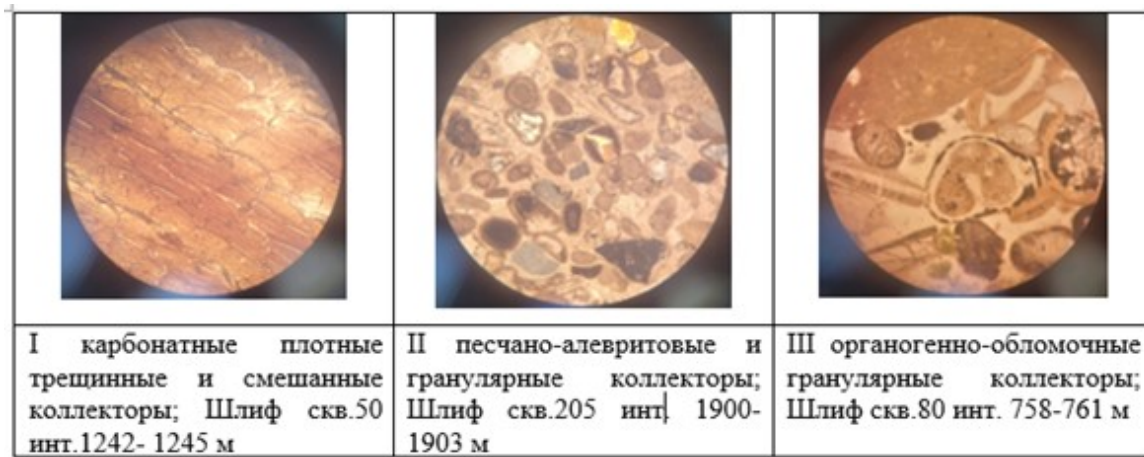 I карбонатные плотные
трещинные и смешанные
коллекторы; Шлиф скв.50
инт.1242- 1245 м
II песчано-алевритовые и
гранулярные коллекторы;
Шлиф скв.205 инт. 1900-
1903 м
III органогенно-обломочные
гранулярные коллекторы;
Шлиф скв.80 инт. 758-761 м